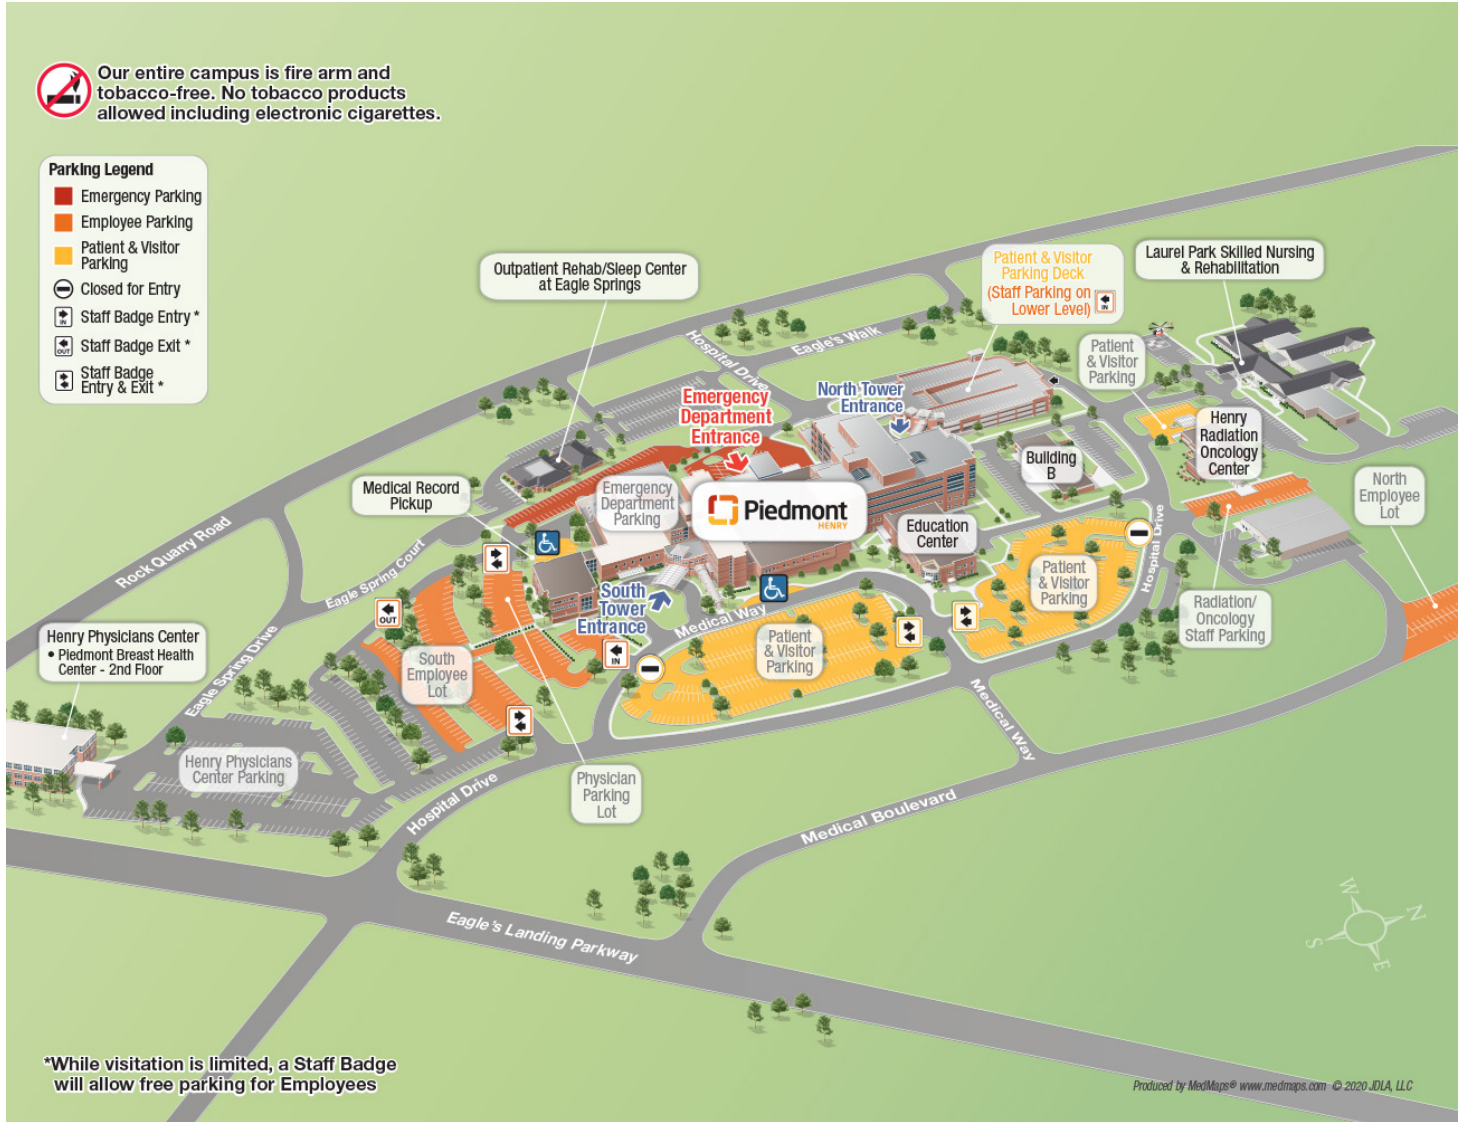 Our entire campus is fire arm and
tobacco-free. No tobacco products
allowed including electronic cigarettes.
Parking Legend
Emergency Parking
Employee Parking
Patient & Visitor
Parking
Closed for Entry
IN
Staff Badge Entry *
OUT
Staff Badge Exit *
Staff Badge
Entry & Exit *
Outpatient Rehab/Sleep Center
at Eagle Springs
Patient & Visitor
Parking Deck
(Staff Parking on
Lower Level)
IN
Laurel Park Skilled Nursing
& Rehabilitation
Hospital Drive
Eagle's Walk
Patient
& Visitor
Parking
Emergency
Department
Entrance
North Tower
Entrance
Henry
Radiation
Oncology
Center
Building
B
Medical Record
Pickup
Emergency
Department
Parking
Piedmont
HENRY
Education
Center
North
Employee
Lot
Rock Quarry Road
Eagle Spring Court
Hospital Drive
Patient
& Visitor
Parking
OUT
South
Tower
Entrance
Medical Way
Radiation/
Oncology
Staff Parking
Henry Physicians Center
• Piedmont Breast Health
Center - 2nd Floor
Eagle Spring Drive
South
Employee
Lot
IN
Patient
& Visitor
Parking
Medical Way
Henry Physicians
Center Parking
Hospital Drive
Physician
Parking
Lot
Medical Boulevard
Eagle's Landing Parkway
W
N
S
E
*While visitation is limited, a Staff Badge
will allow free parking for Employees
Produced by MedMaps® www.medmaps.com © 2020 JDLA, LLC